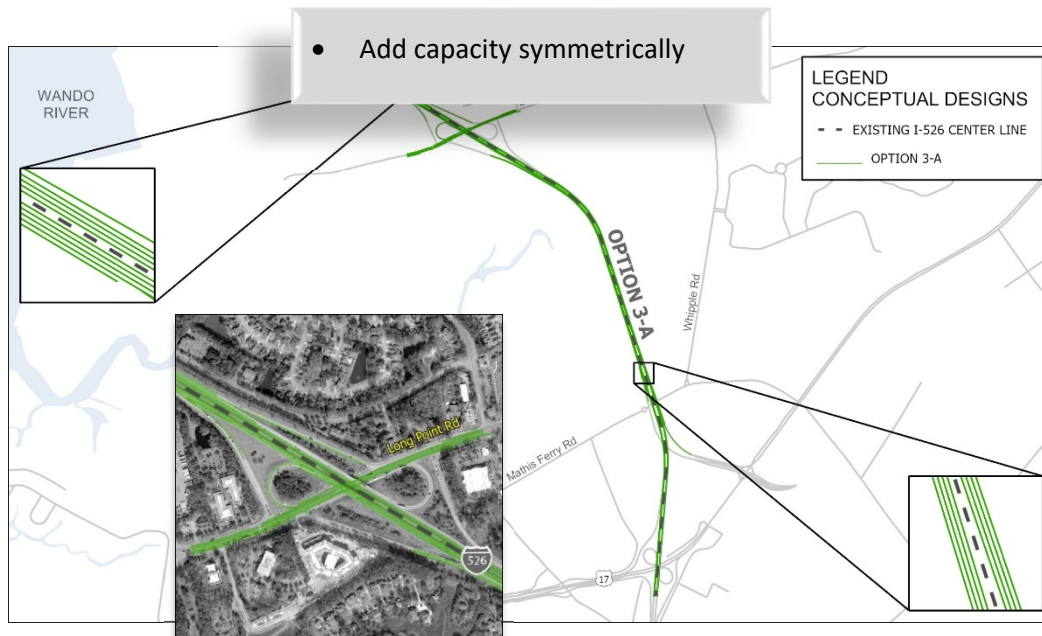 • Add capacity symmetrically
WANDO
RIVER
LEGEND
CONCEPTUAL DESIGNS
EXISTING I-526 CENTER LINE
OPTION 3-A
OPTION 3-A
Whipple Rd
Long Point Rd
Mathis Ferry Rd
526
17